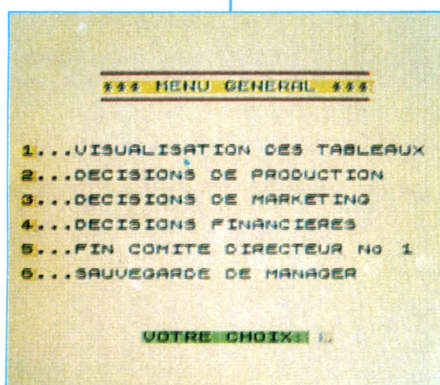 *** MENU GENERAL ***
1...VISUALISATION DES TABLEAUX
2...DECISIONS DE PRODUCTION
3...DECISIONS DE MARKETING
4...DECISIONS FINANCIERES
5...FIN COMITE DIRECTEUR No 1
6...SAUVEGARDE DE MANAGER
VOTRE CHOIX: